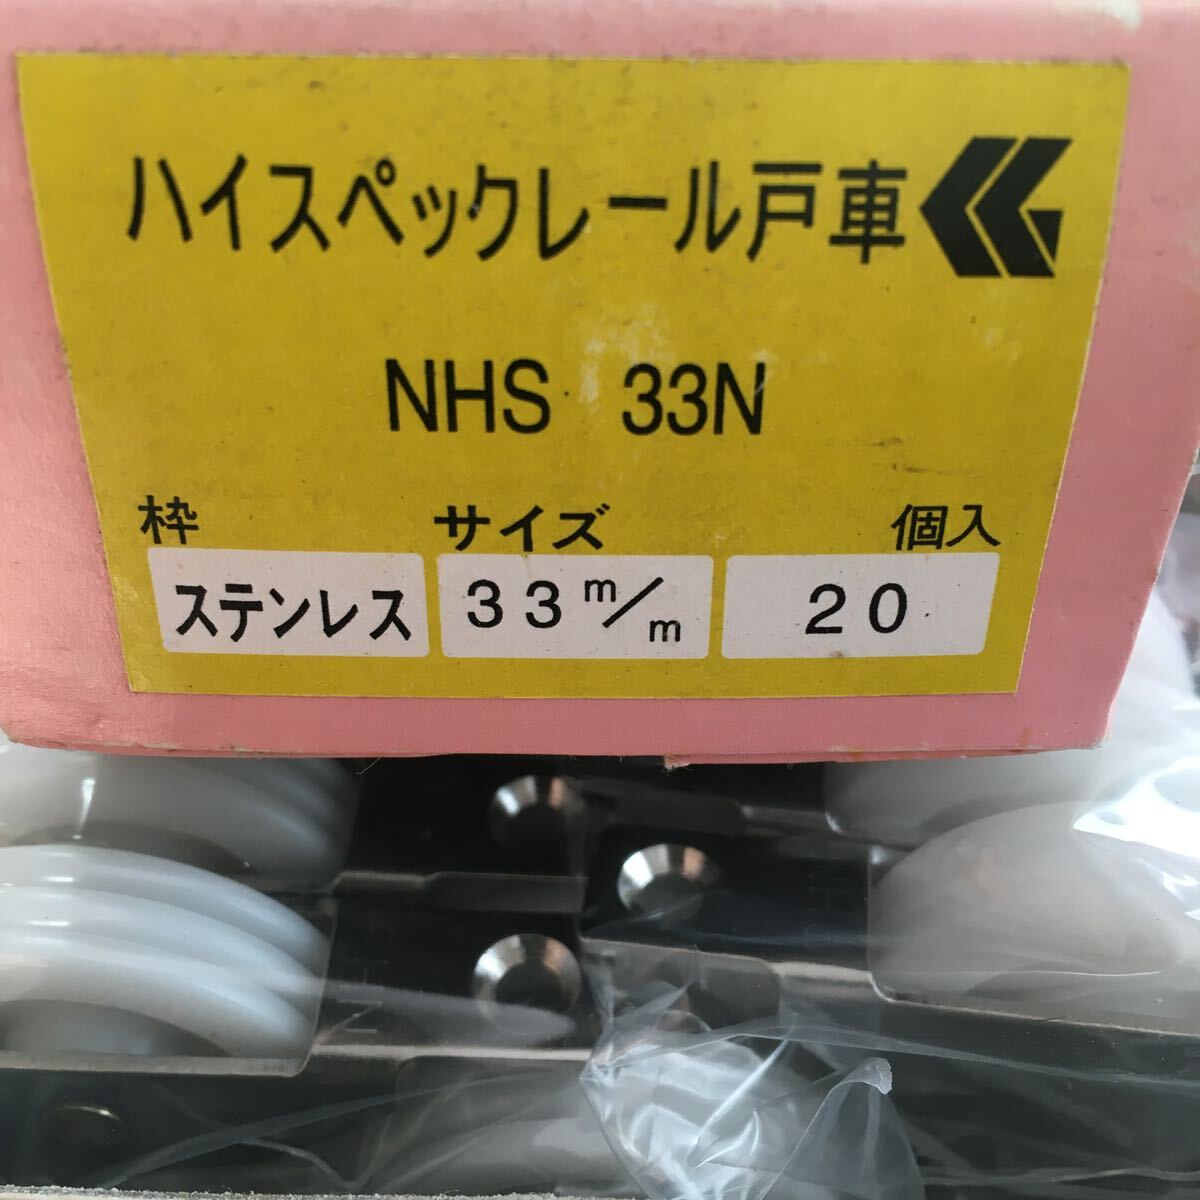 ハイスペックレール戸車
NHS 33N
枠 サイズ 個入
ステンレス 33 m/m 20